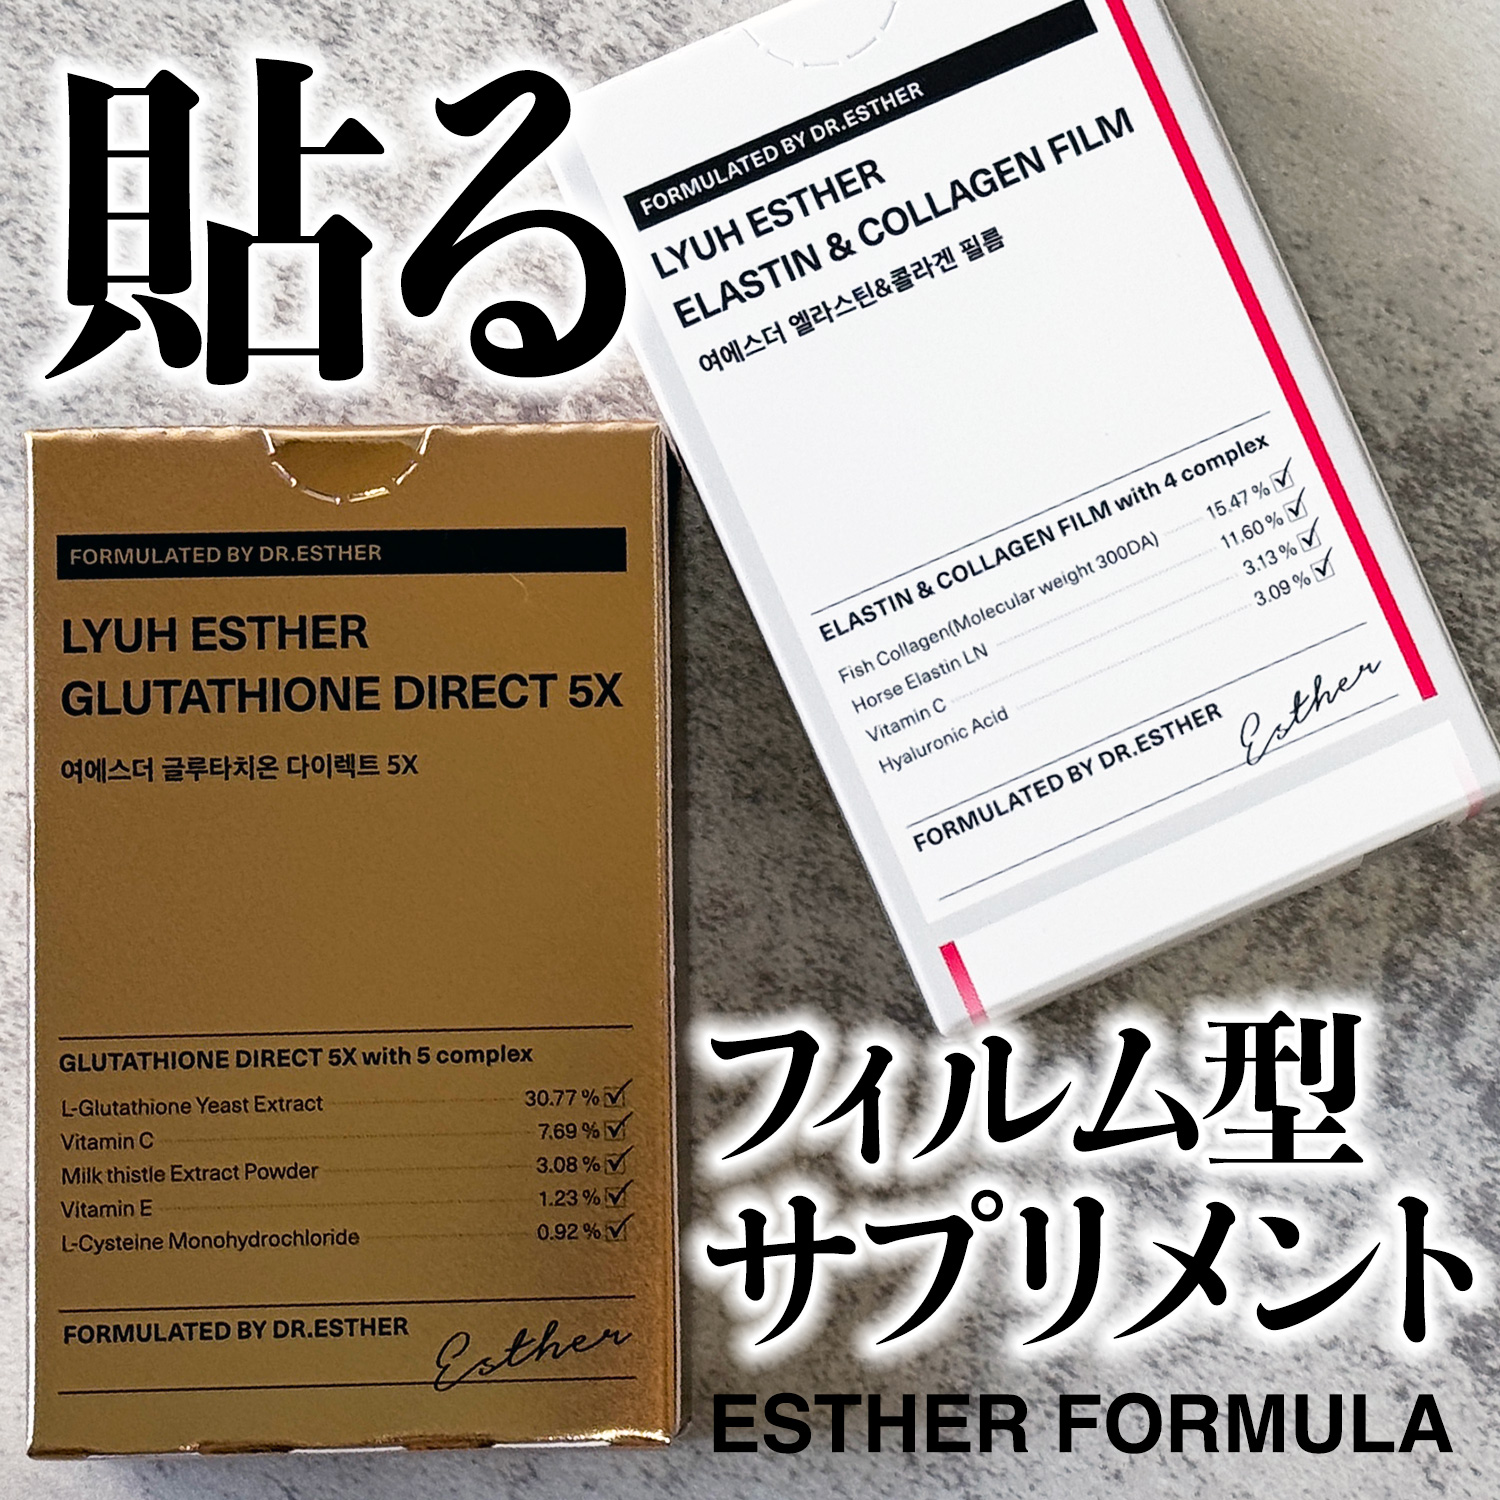 貼る
FORMULATED BY DR.ESTHER
LYUH ESTHER
ELASTIN & COLLAGEN FILM
여에스더 엘라스틴&콜라겐 필름
ELASTIN & COLLAGEN FILM with 4 complex
Fish Collagen(Molecular weight 300DA) 15.47 %
Horse Elastin LN 11.60 %
Vitamin C 3.13 %
Hyaluronic Acid 3.09 %
FORMULATED BY DR.ESTHER Esther
FORMULATED BY DR.ESTHER
LYUH ESTHER
GLUTATHIONE DIRECT 5X
여에스더 글루타치온 다이렉트 5X
GLUTATHIONE DIRECT 5X with 5 complex
L-Glutathione Yeast Extract 30.77 %
Vitamin C 7.69 %
Milk thistle Extract Powder 3.08 %
Vitamin E 1.23 %
L-Cysteine Monohydrochloride 0.92 %
FORMULATED BY DR.ESTHER Esther
フィルム型
サプリメント
ESTHER FORMULA